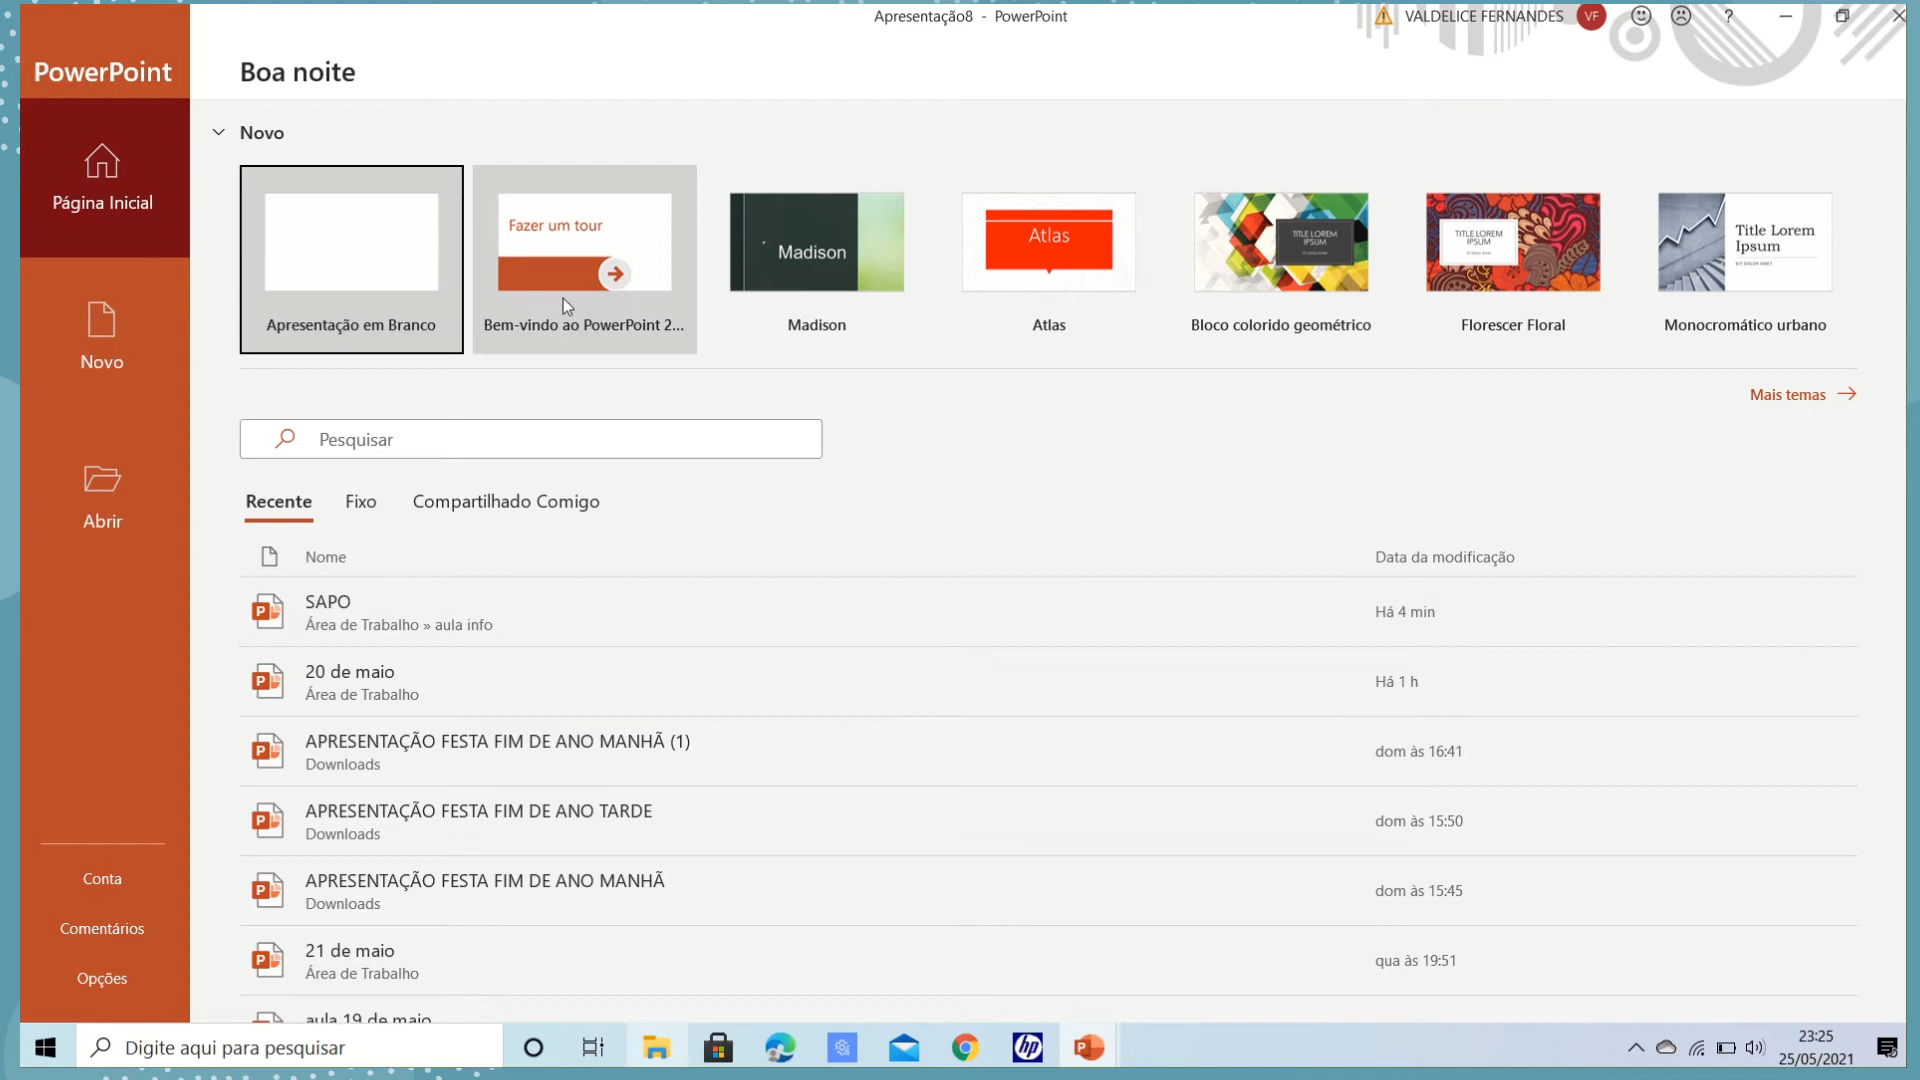 Apresentação8 - PowerPoint
VALDELICE FERNANDES
VF
?
PowerPoint
Boa noite
Página Inicial
Novo
Abrir
Conta
Comentários
Opções
Novo
Apresentação em Branco
Fazer um tour
Bem-vindo ao PowerPoint 2...
Madison
Madison
Atlas
Atlas
TITLE LOREM
IPSUM
Bloco colorido geométrico
TITLE LOREM
IPSUM
Florescer Floral
Title Lorem
Ipsum
SIT DOLOR AMET
Monocromático urbano
Mais temas
Pesquisar
Recente Fixo Compartilhado Comigo
Nome Data da modificação
SAPO
Área de Trabalho » aula info
Há 4 min
20 de maio
Área de Trabalho
Há 1 h
APRESENTAÇÃO FESTA FIM DE ANO MANHÃ (1)
Downloads
dom às 16:41
APRESENTAÇÃO FESTA FIM DE ANO TARDE
Downloads
dom às 15:50
APRESENTAÇÃO FESTA FIM DE ANO MANHÃ
Downloads
dom às 15:45
21 de maio
Área de Trabalho
qua às 19:51
aula 19 de maio
Digite aqui para pesquisar
hp
23:25
25/05/2021